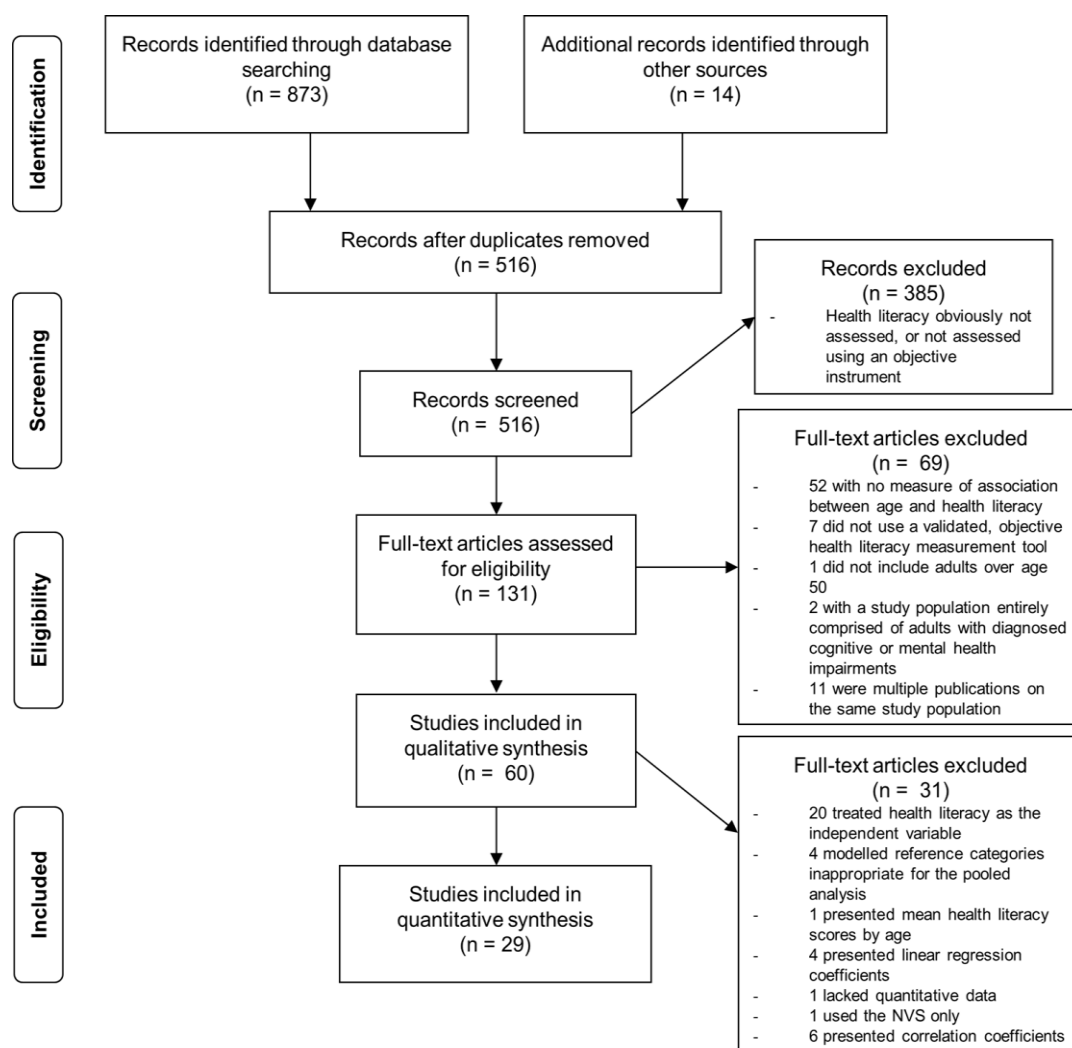 Identification
Records identified through database
searching
(n = 873)
Additional records identified through
other sources
(n = 14)
Records after duplicates removed
(n = 516)
Screening
Records screened
(n = 516)
Records excluded
(n = 385)
- Health literacy obviously not
assessed, or not assessed
using an objective
instrument
Eligibility
Full-text articles assessed
for eligibility
(n = 131)
Full-text articles excluded
(n = 69)
- 52 with no measure of association
between age and health literacy
- 7 did not use a validated, objective
health literacy measurement tool
- 1 did not include adults over age
50
- 2 with a study population entirely
comprised of adults with diagnosed
cognitive or mental health
impairments
- 11 were multiple publications on
the same study population
Studies included in
qualitative synthesis
(n = 60)
Full-text articles excluded
(n = 31)
- 20 treated health literacy as the
independent variable
- 4 modelled reference categories
inappropriate for the pooled
analysis
- 1 presented mean health literacy
scores by age
- 4 presented linear regression
coefficients
- 1 lacked quantitative data
- 1 used the NVS only
- 6 presented correlation coefficients
Included
Studies included in
quantitative synthesis
(n = 29)